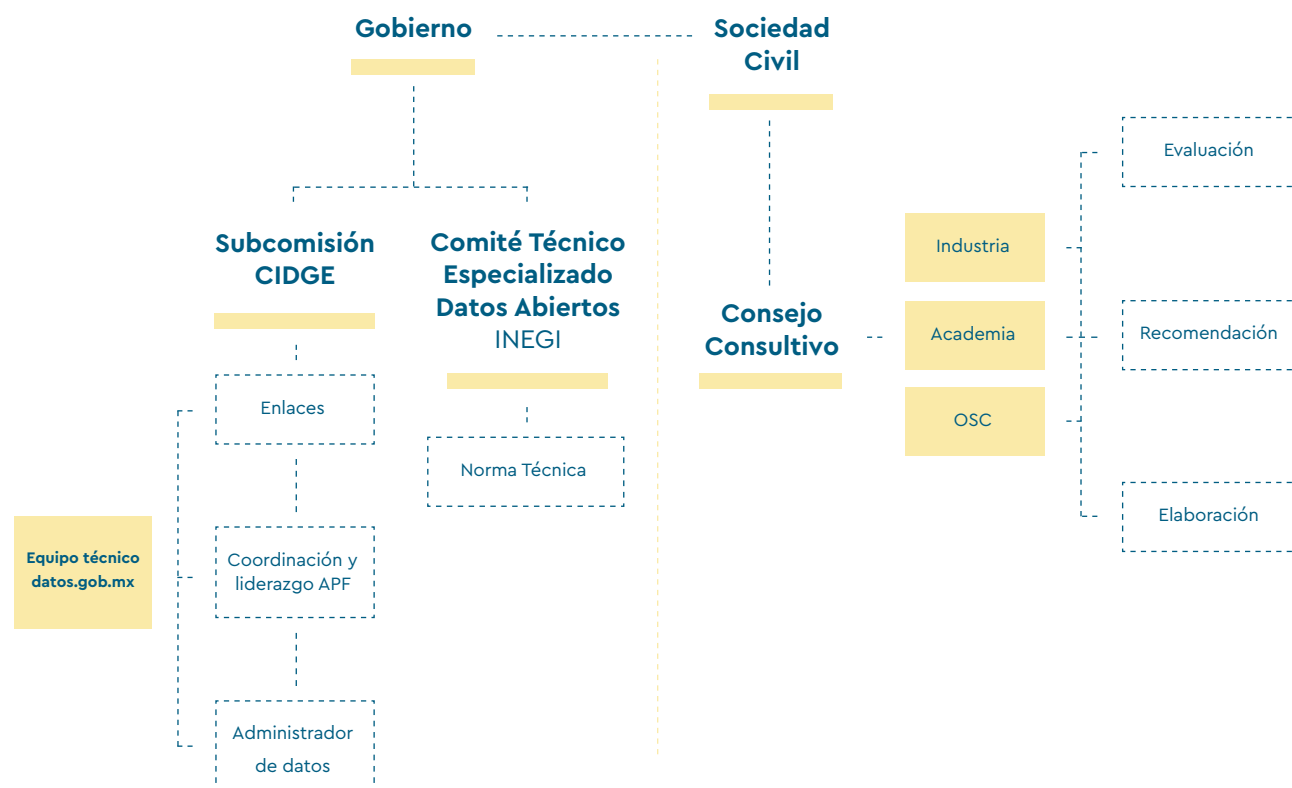 Gobierno
Sociedad
Civil
Subcomisión
CIDGE
Comité Técnico
Especializado
Datos Abiertos
INEGI
Enlaces
Norma Técnica
Equipo técnico
datos.gob.mx
Coordinación y
liderazgo APF
Administrador
de datos
Consejo
Consultivo
Industria
Academia
OSC
Evaluación
Recomendación
Elaboración